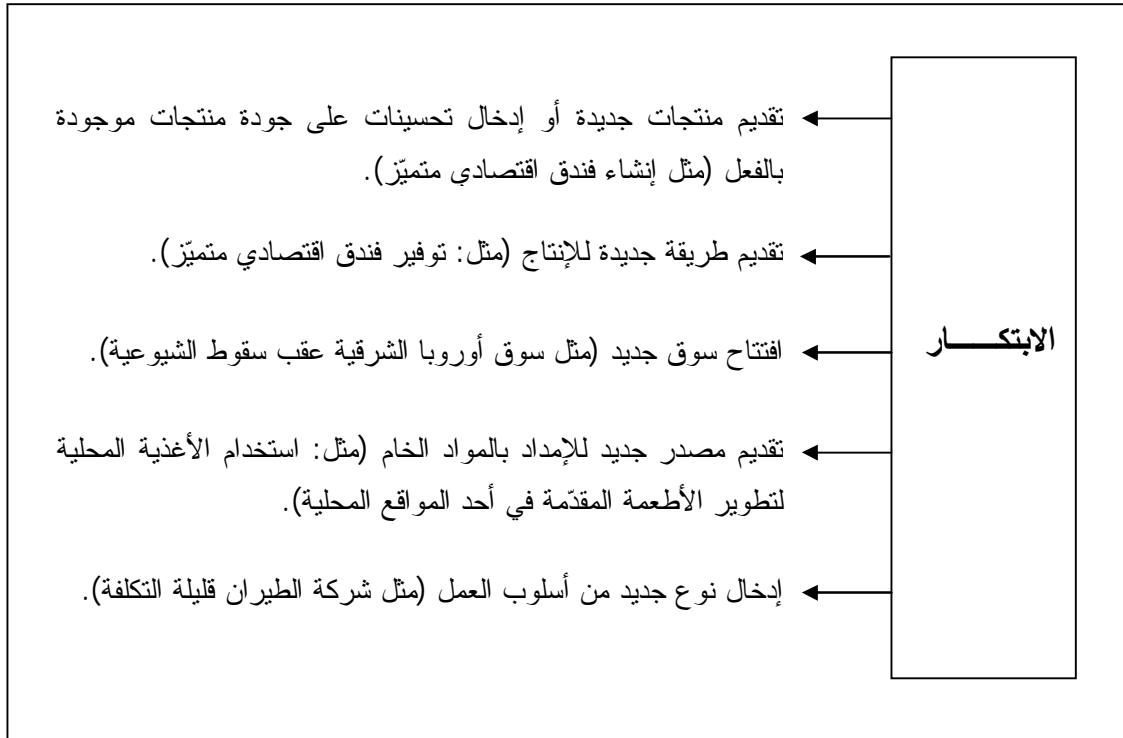 الابتكــــــار
تقديم منتجات جديدة أو إدخال تحسينات على جودة منتجات موجودة
بالفعل (مثل إنشاء فندق اقتصادي متميّز).
تقديم طريقة جديدة للإنتاج (مثل: توفير فندق اقتصادي متميّز).
افتتاح سوق جديد (مثل سوق أوروبا الشرقية عقب سقوط الشيوعية).
تقديم مصدر جديد للإمداد بالمواد الخام (مثل: استخدام الأغذية المحلية
لتطوير الأطعمة المقدّمة في أحد المواقع المحلية).
إدخال نوع جديد من أسلوب العمل (مثل شركة الطيران قليلة التكلفة).